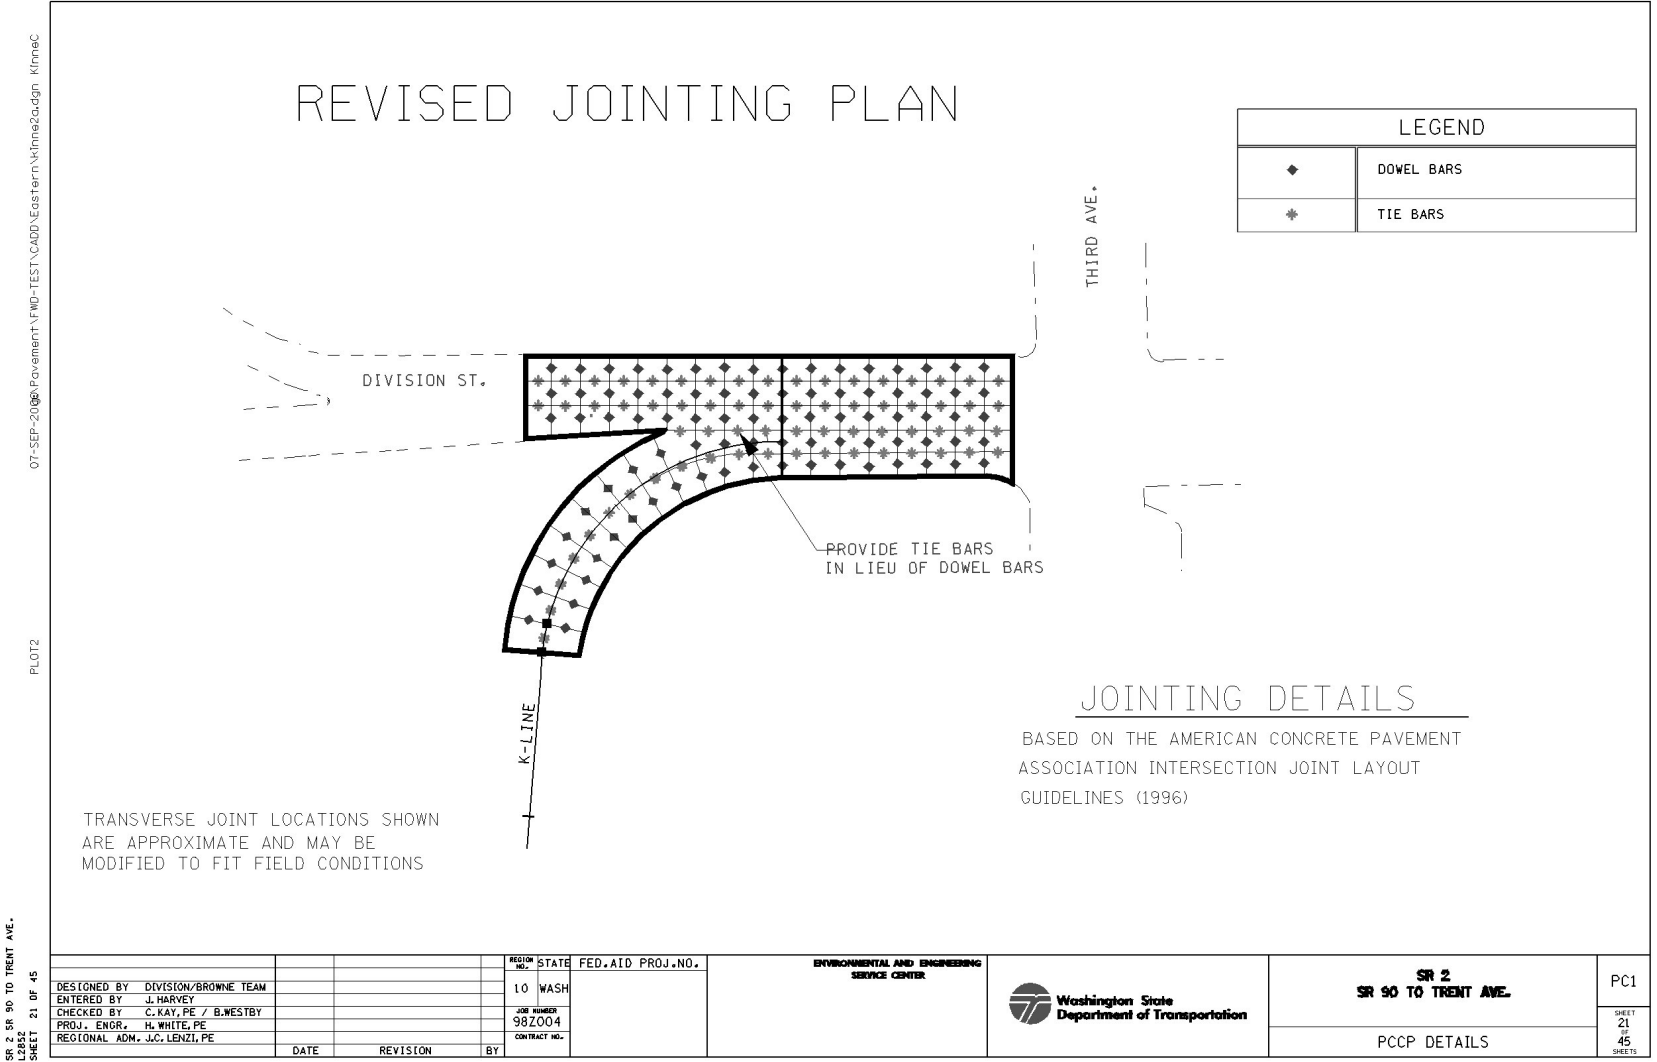 REVISED JOINTING PLAN
LEGEND
DOWEL BARS
TIE BARS
THIRD AVE.
DIVISION ST.
PROVIDE TIE BARS
IN LIEU OF DOWEL BARS
K-LINE
JOINTING DETAILS
BASED ON THE AMERICAN CONCRETE PAVEMENT
ASSOCIATION INTERSECTION JOINT LAYOUT
GUIDELINES (1996)
TRANSVERSE JOINT LOCATIONS SHOWN
ARE APPROXIMATE AND MAY BE
MODIFIED TO FIT FIELD CONDITIONS
PLOT2
SR 2 SR 90 TO TRENT AVE.
L2852
SHEET 21 OF 45
DESIGNED BY DIVISION/BROWNE TEAM
ENTERED BY J. HARVEY
CHECKED BY C. KAY, PE / B. WESTBY
PROJ. ENGR. H. WHITE, PE
REGIONAL ADM. J.C. LENZI, PE
DATE REVISION BY
REGION NO. STATE FED.AID PROJ.NO.
10 WASH
JOB NUMBER
98Z004
CONTRACT NO.
ENVIRONMENTAL AND ENGINEERING
SERVICE CENTER
Washington State
Department of Transportation
SR 2
SR 90 TO TRENT AVE.
PCCP DETAILS
PC1
SHEET
21
OF
45
SHEETS